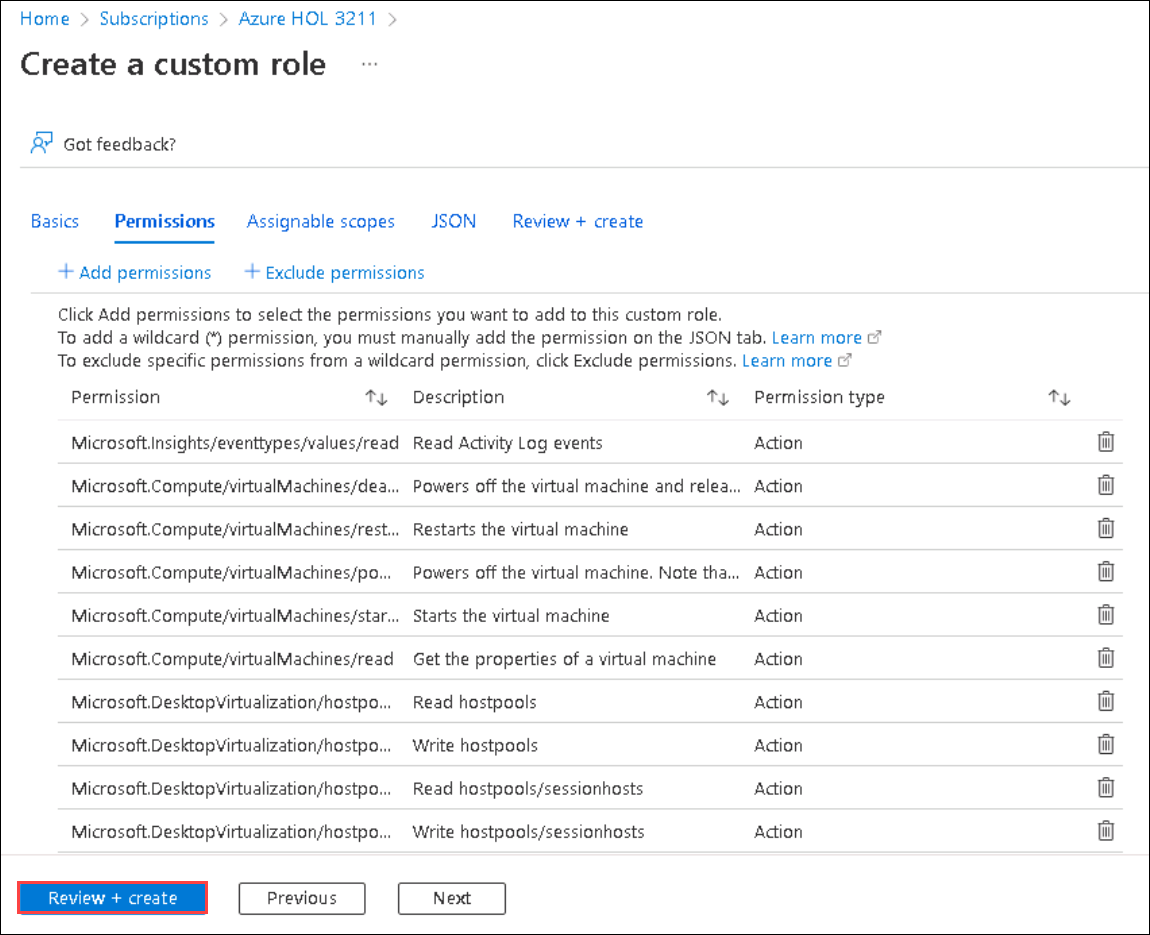 Home > Subscriptions > Azure HOL 3211 >
Create a custom role ...
Got feedback?
Basics Permissions Assignable scopes JSON Review + create
+ Add permissions + Exclude permissions
Click Add permissions to select the permissions you want to add to this custom role.
To add a wildcard (*) permission, you must manually add the permission on the JSON tab. Learn more
To exclude specific permissions from a wildcard permission, click Exclude permissions. Learn more
Permission ↑↓ Description ↑↓ Permission type ↑↓
Microsoft.Insights/eventtypes/values/read Read Activity Log events Action
Microsoft.Compute/virtualMachines/dea... Powers off the virtual machine and relea... Action
Microsoft.Compute/virtualMachines/rest... Restarts the virtual machine Action
Microsoft.Compute/virtualMachines/po... Powers off the virtual machine. Note tha... Action
Microsoft.Compute/virtualMachines/star... Starts the virtual machine Action
Microsoft.Compute/virtualMachines/read Get the properties of a virtual machine Action
Microsoft.DesktopVirtualization/hostpo... Read hostpools Action
Microsoft.DesktopVirtualization/hostpo... Write hostpools Action
Microsoft.DesktopVirtualization/hostpo... Read hostpools/sessionhosts Action
Microsoft.DesktopVirtualization/hostpo... Write hostpools/sessionhosts Action
Review + create Previous Next